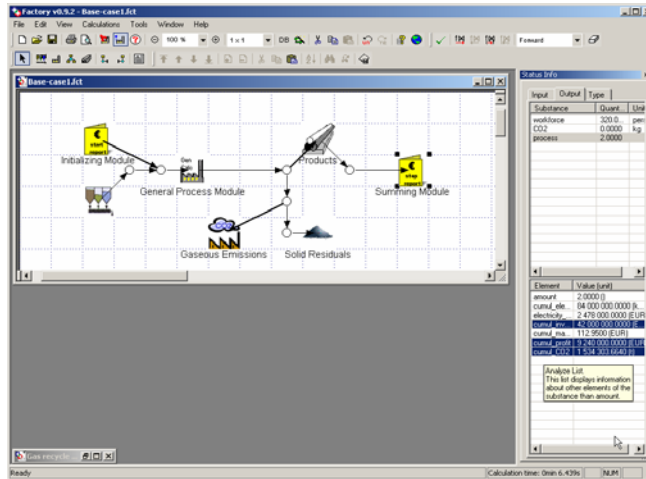 Factory v0.9.2 - Base-case1.fct
File Edit View Calculations Tools Window Help
100 % 1 x 1 DB Forward
Base-case1.fct
start
report
Initializing Module
General Process Module
Products
stop
report
Summing Module
Gaseous Emissions
Solid Residuals
Status Info
Input Output Type
Substance Quant... Unit
workforce 320.0... pers
CO2 0.0000 kg
process 2.0000
Element Value (unit)
amount 2.0000 ()
cumul_ele... 84 000 000.0000 (k...
electricity_... 2 478 000.0000 (EUR
cumul_inv... 42 000 000.0000 (E...
cumul_ma... 112.9500 (EUR)
cumul_profit 9 240 000.0000 (EUR
cumul_CO2 1 534 303.6640 (t)
Analyze List
This list displays information
about other elements of the
substance than amount.
Gas recycle ...
Ready Calculation time: 0min 6.439s NUM